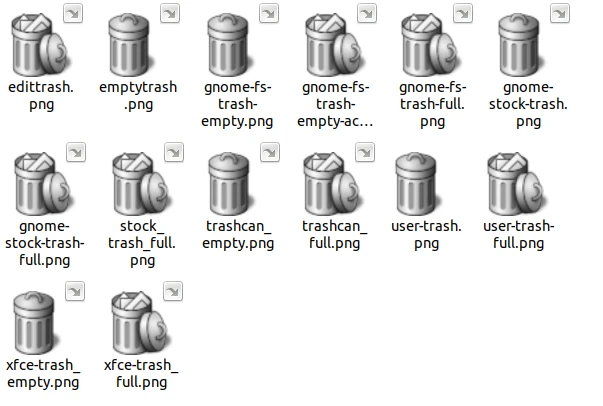 edittrash.
png
emptytrash
.png
gnome-fs-
trash-
empty.png
gnome-fs-
trash-
empty-ac...
gnome-fs-
trash-full.
png
gnome-
stock-trash.
png
gnome-
stock-trash-
full.png
stock_
trash_full.
png
trashcan_
empty.png
trashcan_
full.png
user-trash.
png
user-trash-
full.png
xfce-trash_
empty.png
xfce-trash_
full.png